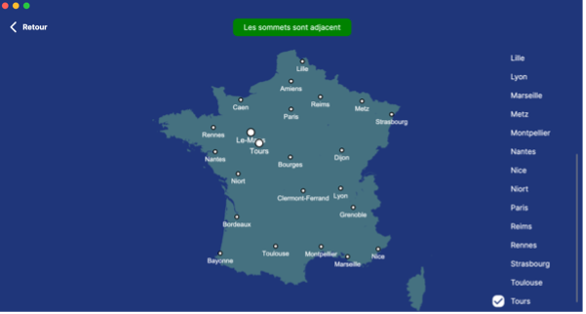 Retour
Les sommets sont adjacent
Lille
Amiens
Caen
Reims
Metz
Paris
Strasbourg
Rennes
Tours
Nantes
Bourges
Dijon
Niort
Clermont-Ferrand
Lyon
Grenoble
Bordeaux
Toulouse
Montpellier
Nice
Bayonne
Marseille
Lille
Lyon
Marseille
Metz
Montpellier
Nantes
Nice
Niort
Paris
Reims
Rennes
Strasbourg
Toulouse
Tours